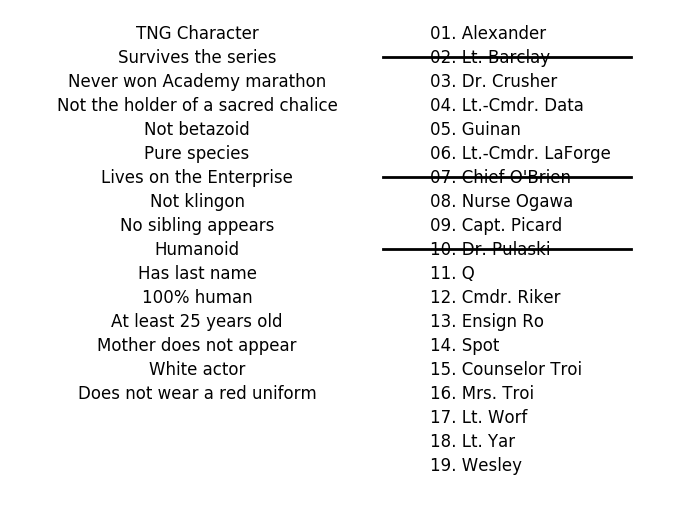 TNG Character
Survives the series
Never won Academy marathon
Not the holder of a sacred chalice
Not betazoid
Pure species
Lives on the Enterprise
Not klingon
No sibling appears
Humanoid
Has last name
100% human
At least 25 years old
Mother does not appear
White actor
Does not wear a red uniform
01. Alexander
02. Lt. Barclay
03. Dr. Crusher
04. Lt.-Cmdr. Data
05. Guinan
06. Lt.-Cmdr. LaForge
07. Chief O'Brien
08. Nurse Ogawa
09. Capt. Picard
10. Dr. Pulaski
11. Q
12. Cmdr. Riker
13. Ensign Ro
14. Spot
15. Counselor Troi
16. Mrs. Troi
17. Lt. Worf
18. Lt. Yar
19. Wesley